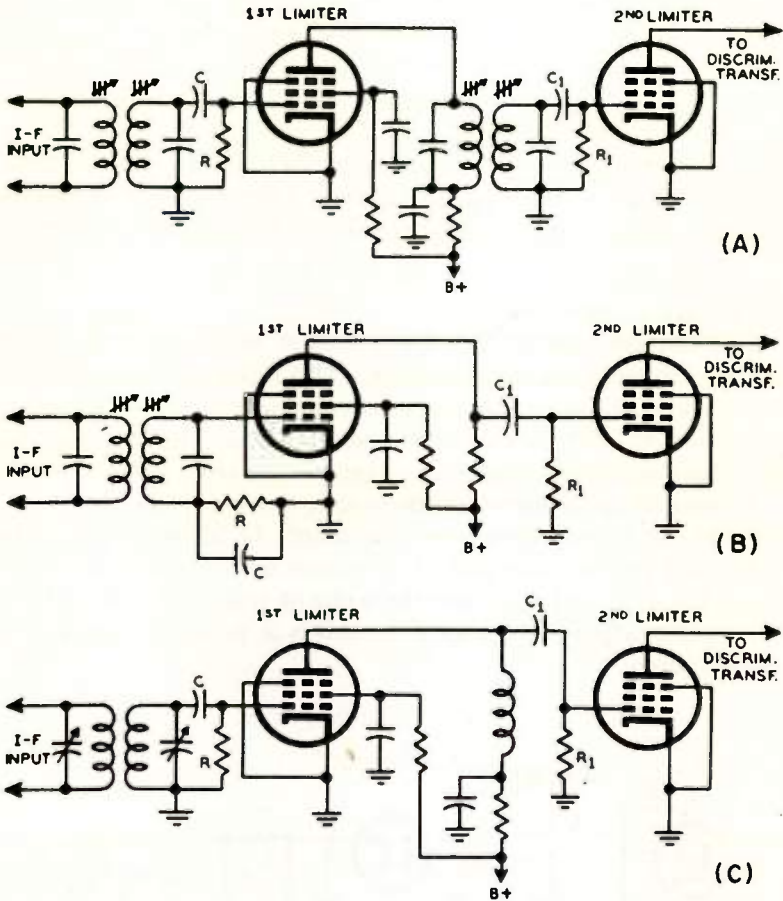 1ST LIMITER
2ND LIMITER
TO
DISCRIM.
TRANSF.
C
C1
I-F
INPUT
R
R1
B+
(A)
1ST LIMITER
2ND LIMITER
TO
DISCRIM.
TRANSF.
C1
I-F
INPUT
R
R1
C
B+
(B)
1ST LIMITER
C1
2ND LIMITER
TO
DISCRIM.
TRANSF.
C
I-F
INPUT
R
R1
B+
(C)